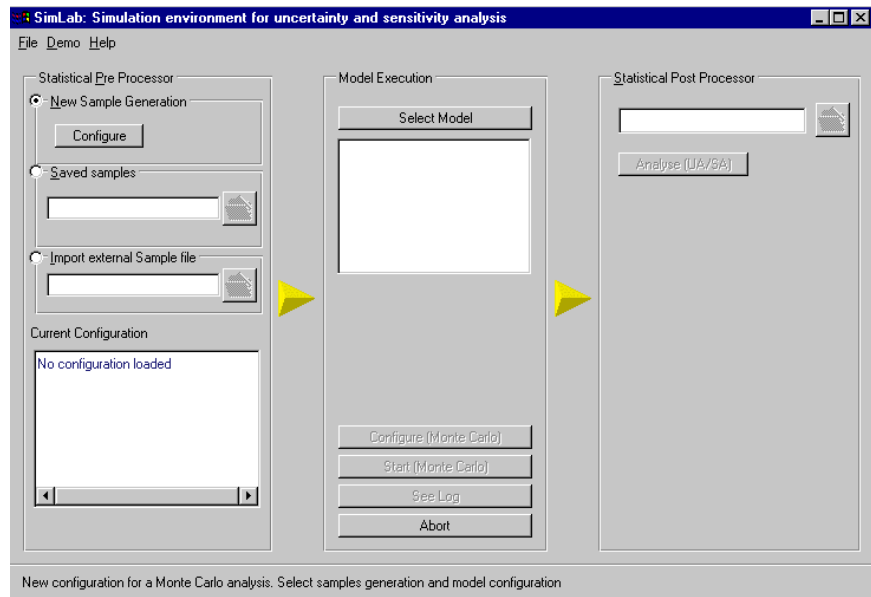 SimLab: Simulation environment for uncertainty and sensitivity analysis
File Demo Help
Statistical Pre Processor
New Sample Generation
Configure
Saved samples
Import external Sample file
Current Configuration
No configuration loaded
Model Execution
Select Model
Configure (Monte Carlo)
Start (Monte Carlo)
See Log
Abort
Statistical Post Processor
Analyse (UA/SA)
New configuration for a Monte Carlo analysis. Select samples generation and model configuration